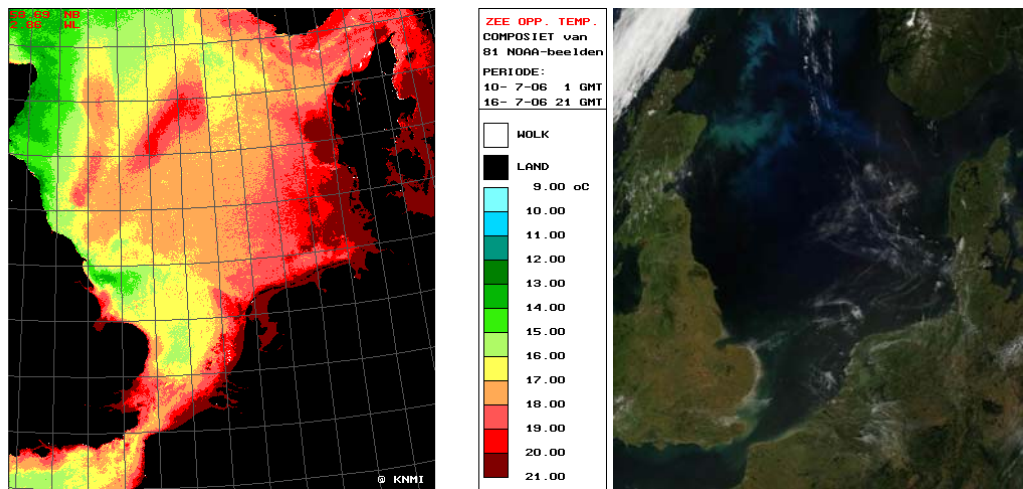 ZEE OPP. TEMP.
COMPOSIET van
81 NOAA-beelden
PERIODE:
10- 7-06 1 GMT
16- 7-06 21 GMT
WOLK
LAND
9.00 oC
10.00
11.00
12.00
13.00
14.00
15.00
16.00
17.00
18.00
19.00
20.00
21.00
@ KNMI